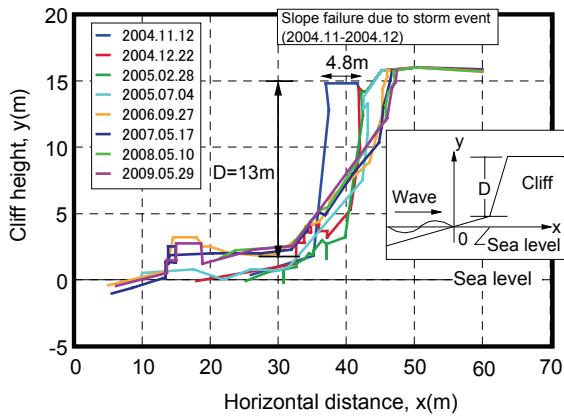 Slope failure due to storm event
(2004.11-2004.12)
4.8m
2004.11.12
2004.12.22
2005.02.28
2005.07.04
2006.09.27
2007.05.17
2008.05.10
2009.05.29
D=13m
y
D
Cliff
Wave
x
0
Sea level
Sea level
Cliff height, y(m)
20
15
10
5
0
-5
0 10 20 30 40 50 60 70
Horizontal distance, x(m)